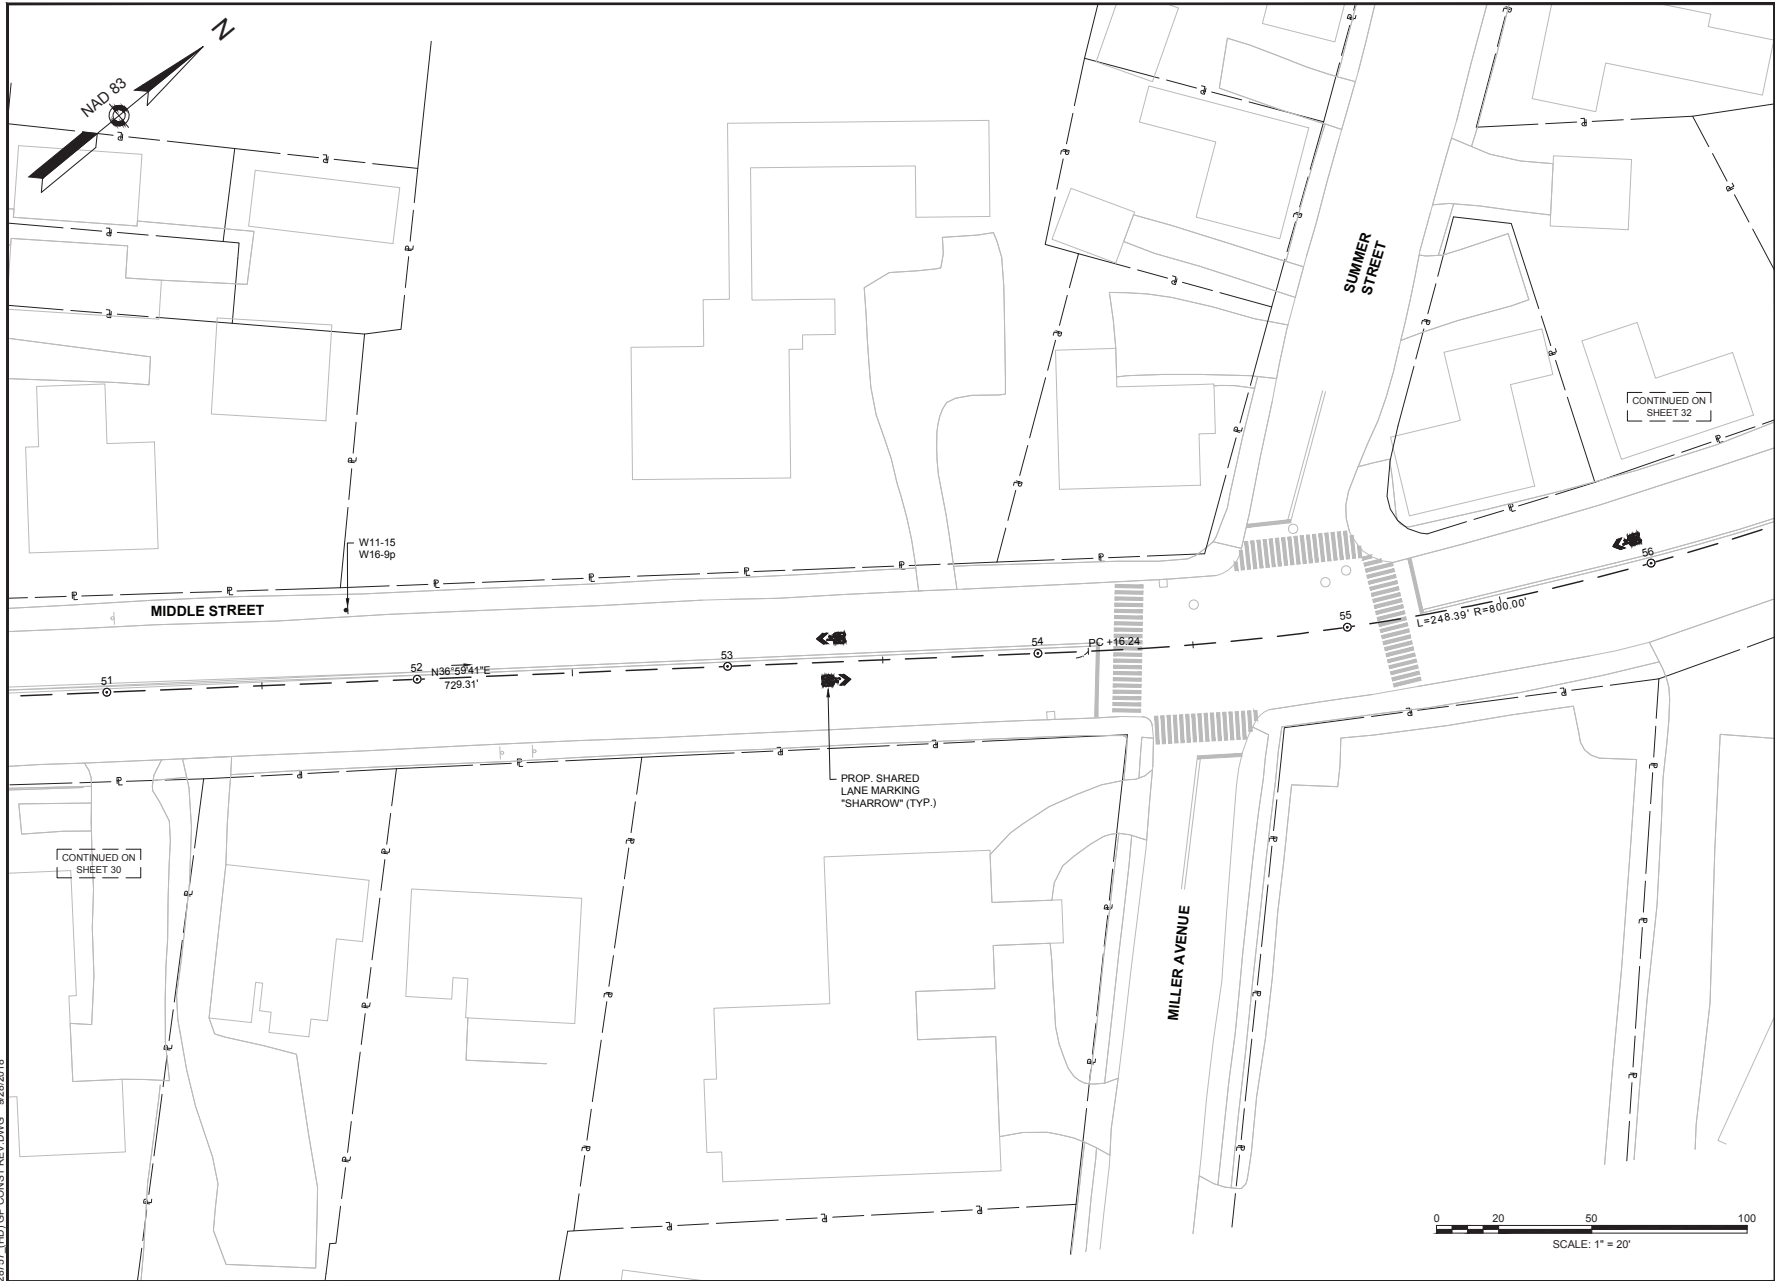 N
NAD 83
SUMMER
STREET
CONTINUED ON
SHEET 32
W11-15
W16-9p
MIDDLE STREET
51
52
N36°59'41"E
729.31'
53
54
PC +16.24
55
L=248.39' R=800.00'
56
PROP. SHARED
LANE MARKING
"SHARROW" (TYP.)
CONTINUED ON
SHEET 30
MILLER AVENUE
0 20 50 100
SCALE: 1" = 20'